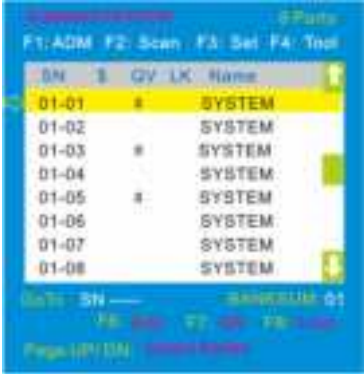 8 Ports
F1: ADM F2: Scan F3: Set F4: Tool
SN $ QV LK Name
01-01 # SYSTEM
01-02 SYSTEM
01-03 # SYSTEM
01-04 SYSTEM
01-05 # SYSTEM
01-06 SYSTEM
01-07 SYSTEM
01-08 SYSTEM
GoTo SN BANKSUM: 01
F6: F7: F8:
Page UP/ DN: